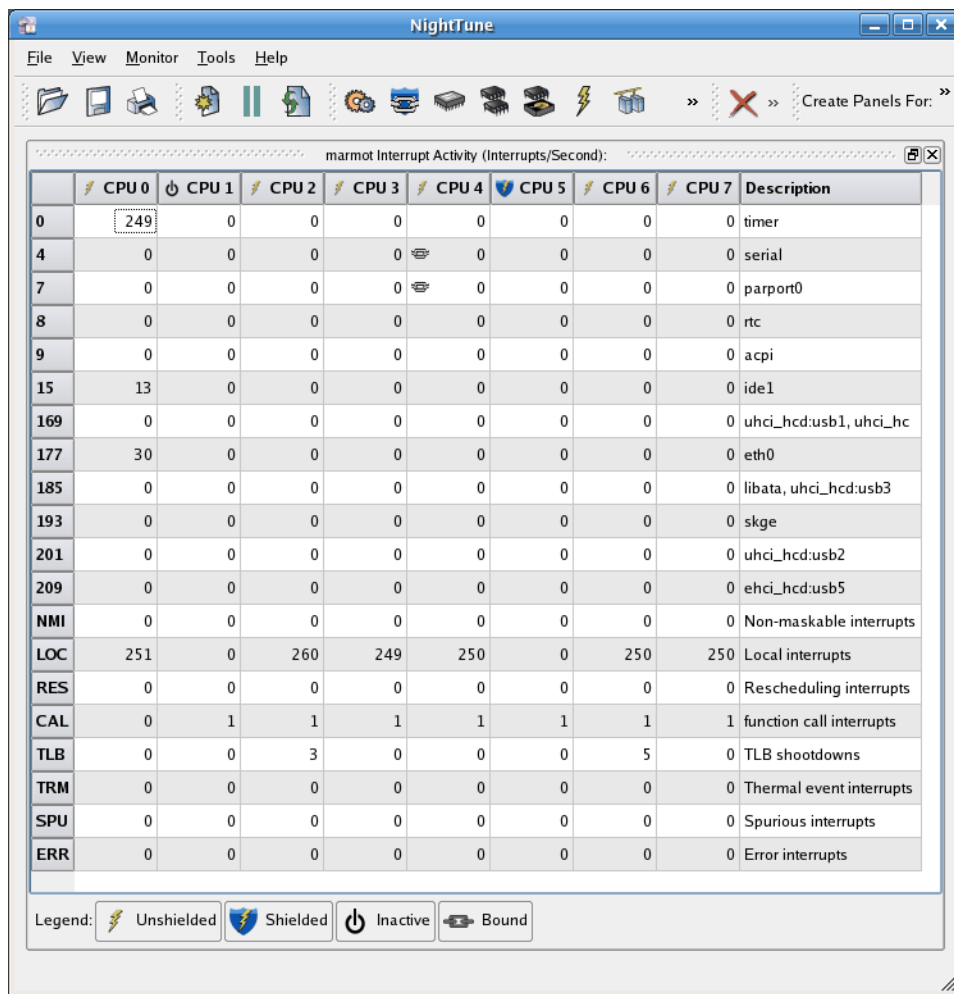 NightTune
File View Monitor Tools Help
» » Create Panels For: »
marmot Interrupt Activity (Interrupts/Second):
CPU 0 CPU 1 CPU 2 CPU 3 CPU 4 CPU 5 CPU 6 CPU 7 Description
0 249 0 0 0 0 0 0 0 timer
4 0 0 0 0 0 0 0 0 serial
7 0 0 0 0 0 0 0 0 parport0
8 0 0 0 0 0 0 0 0 rtc
9 0 0 0 0 0 0 0 0 acpi
15 13 0 0 0 0 0 0 0 ide1
169 0 0 0 0 0 0 0 0 uhci_hcd:usb1, uhci_hc
177 30 0 0 0 0 0 0 0 eth0
185 0 0 0 0 0 0 0 0 libata, uhci_hcd:usb3
193 0 0 0 0 0 0 0 0 skge
201 0 0 0 0 0 0 0 0 uhci_hcd:usb2
209 0 0 0 0 0 0 0 0 ehci_hcd:usb5
NMI 0 0 0 0 0 0 0 0 Non-maskable interrupts
LOC 251 0 260 249 250 0 250 250 Local interrupts
RES 0 0 0 0 0 0 0 0 Rescheduling interrupts
CAL 0 1 1 1 1 1 1 1 function call interrupts
TLB 0 0 3 0 0 0 5 0 TLB shootdowns
TRM 0 0 0 0 0 0 0 0 Thermal event interrupts
SPU 0 0 0 0 0 0 0 0 Spurious interrupts
ERR 0 0 0 0 0 0 0 0 Error interrupts
Legend: Unshielded Shielded Inactive Bound